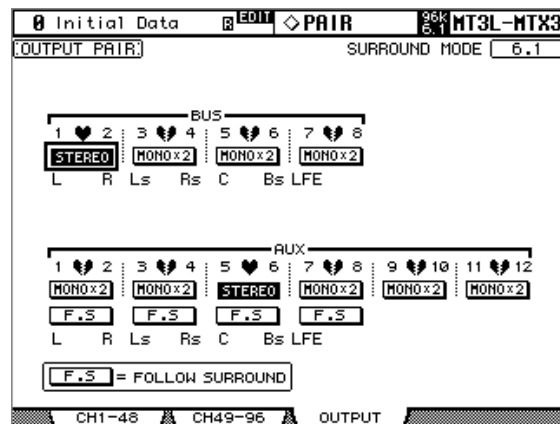 0 Initial Data EDIT ◇PAIR 96k 6.1 MT3L-MTX3
OUTPUT PAIR SURROUND MODE 6.1
BUS
1 2 3 4 5 6 7 8
STEREO MONO×2 MONO×2 MONO×2
L R Ls Rs C Bs LFE
AUX
1 2 3 4 5 6 7 8 9 10 11 12
MONO×2 MONO×2 STEREO MONO×2 MONO×2 MONO×2
F.S F.S F.S F.S
L R Ls Rs C Bs LFE
F.S = FOLLOW SURROUND
CH1-48 CH49-96 OUTPUT